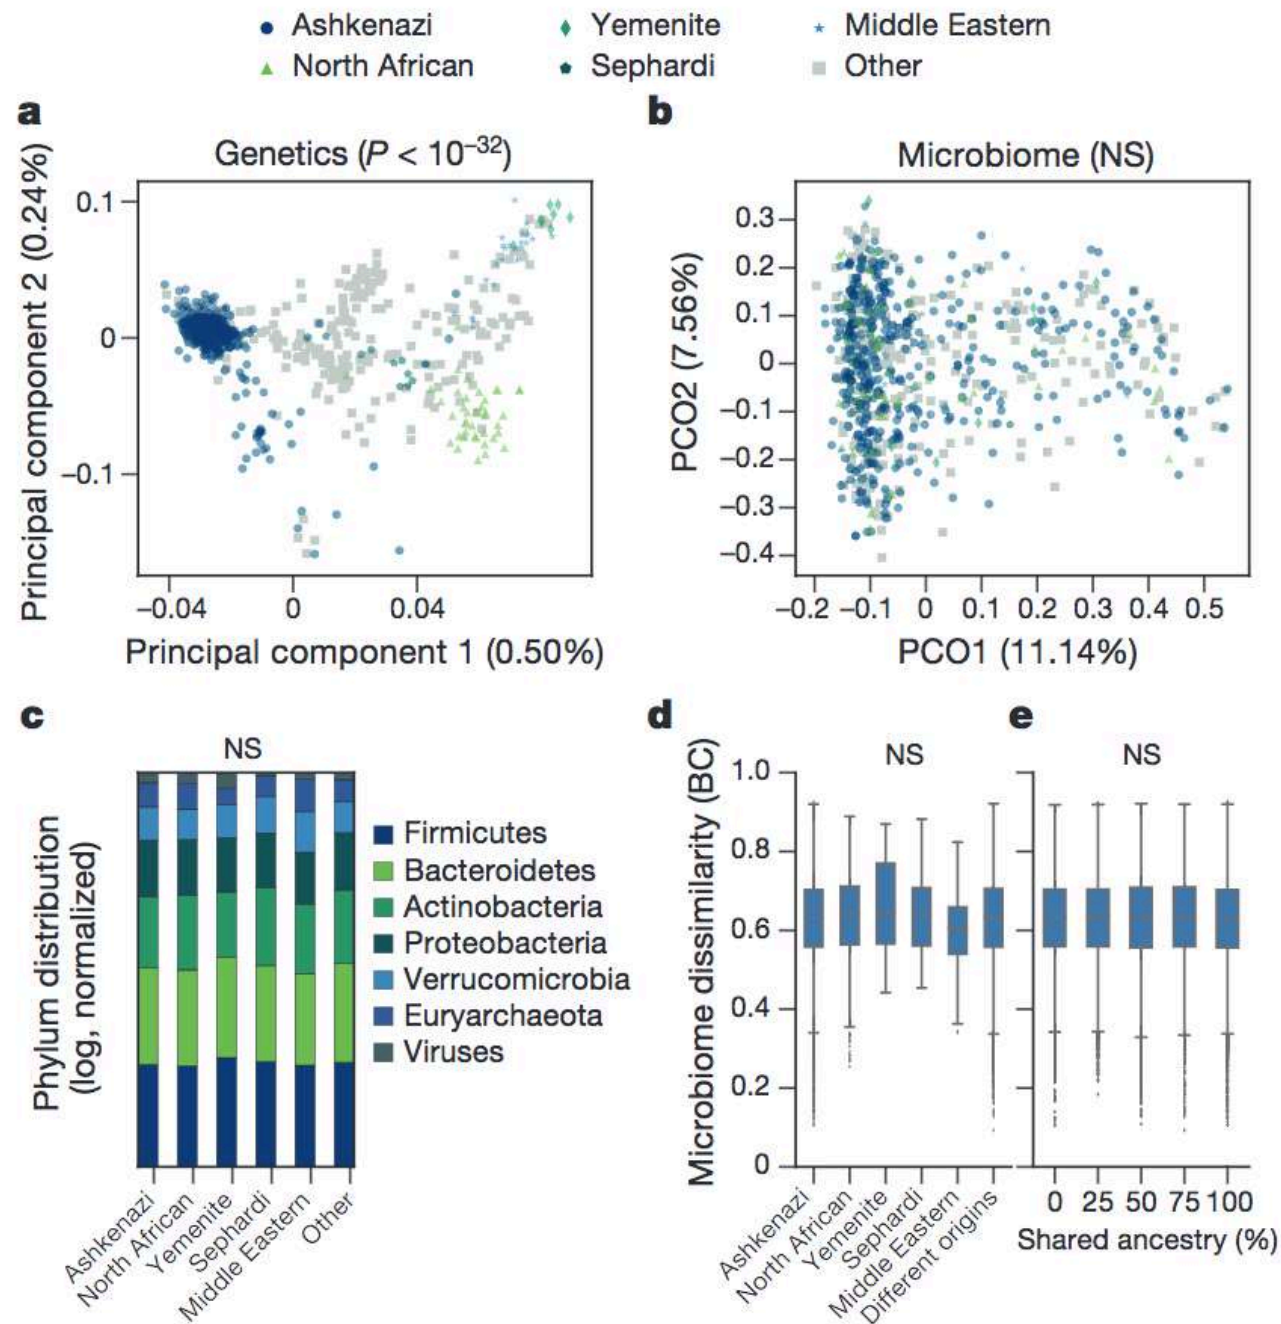 Ashkenazi Yemenite Middle Eastern
North African Sephardi Other
a
Genetics (P < 10⁻³²)
Principal component 2 (0.24%)
0.1
0
−0.1
−0.04 0 0.04
Principal component 1 (0.50%)
b
Microbiome (NS)
PCO2 (7.56%)
0.3
0.2
0.1
0
−0.1
−0.2
−0.3
−0.4
−0.2 −0.1 0 0.1 0.2 0.3 0.4 0.5
PCO1 (11.14%)
c
NS
Phylum distribution
(log, normalized)
Ashkenazi
North African
Yemenite
Sephardi
Middle Eastern
Other
Firmicutes
Bacteroidetes
Actinobacteria
Proteobacteria
Verrucomicrobia
Euryarchaeota
Viruses
d
NS
Microbiome dissimilarity (BC)
1.0
0.8
0.6
0.4
0.2
0
Ashkenazi
North African
Yemenite
Sephardi
Middle Eastern
Different origins
e
NS
0 25 50 75 100
Shared ancestry (%)